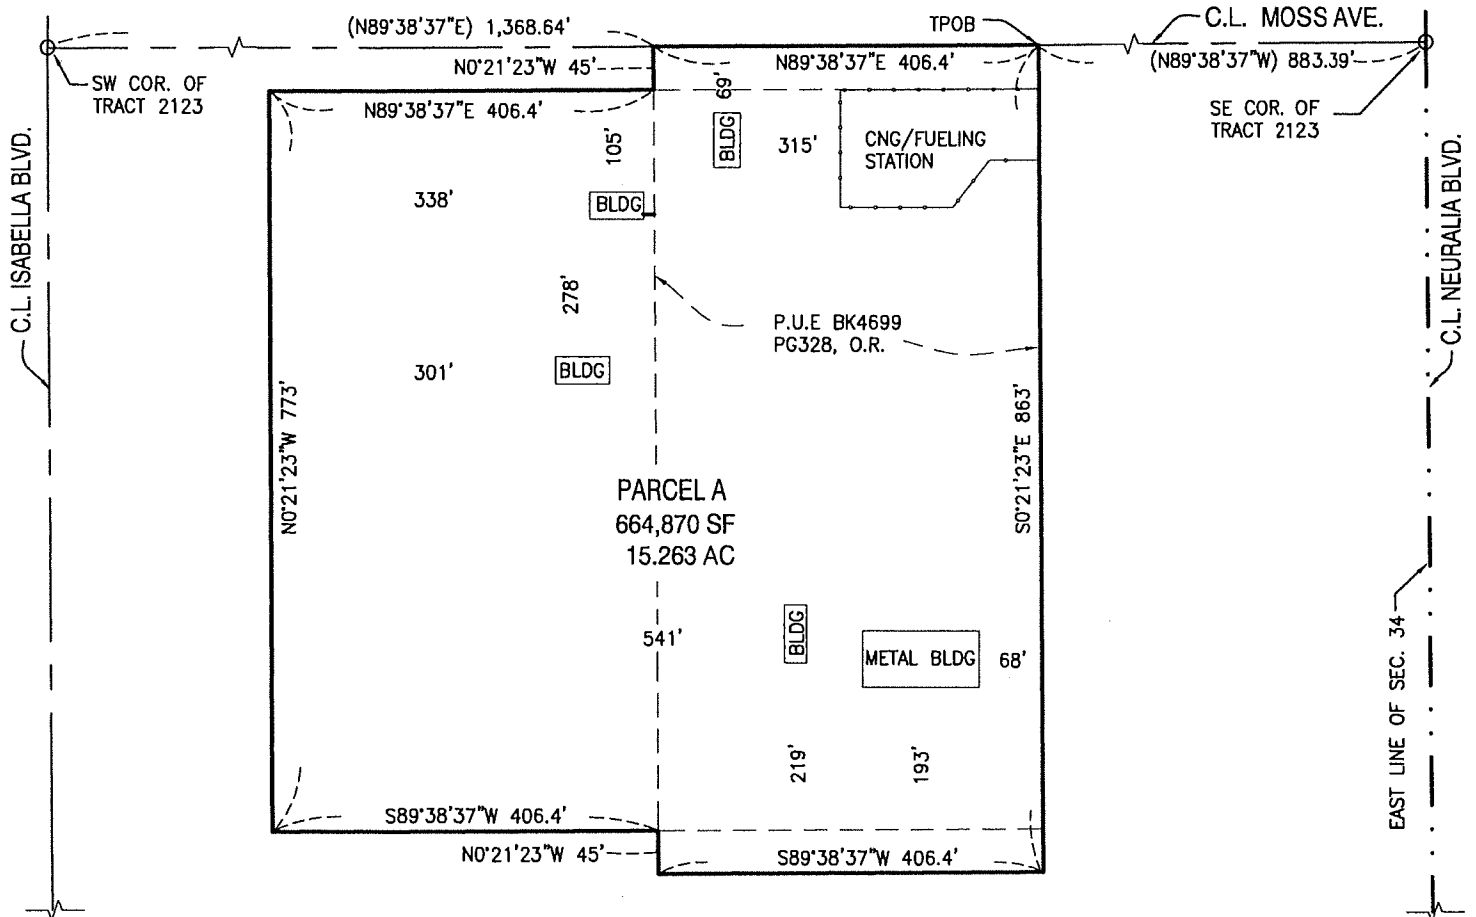 (N89°38'37"E) 1,368.64'
TPOB
C.L. MOSS AVE.
SW COR. OF
TRACT 2123
N0°21'23"W 45'
N89°38'37"E 406.4'
(N89°38'37"W) 883.39'
SE COR. OF
TRACT 2123
N89°38'37"E 406.4'
69'
BLDG
105'
315'
CNG/FUELING
STATION
C.L. ISABELLA BLVD.
C.L. NEURALIA BLVD.
338'
BLDG
278'
P.U.E BK4699
PG328, O.R.
301'
BLDG
N0°21'23"W 773'
S0°21'23"E 863'
PARCEL A
664,870 SF
15.263 AC
541'
BLDG
METAL BLDG
68'
219'
193'
EAST LINE OF SEC. 34
S89°38'37"W 406.4'
N0°21'23"W 45'
S89°38'37"W 406.4'